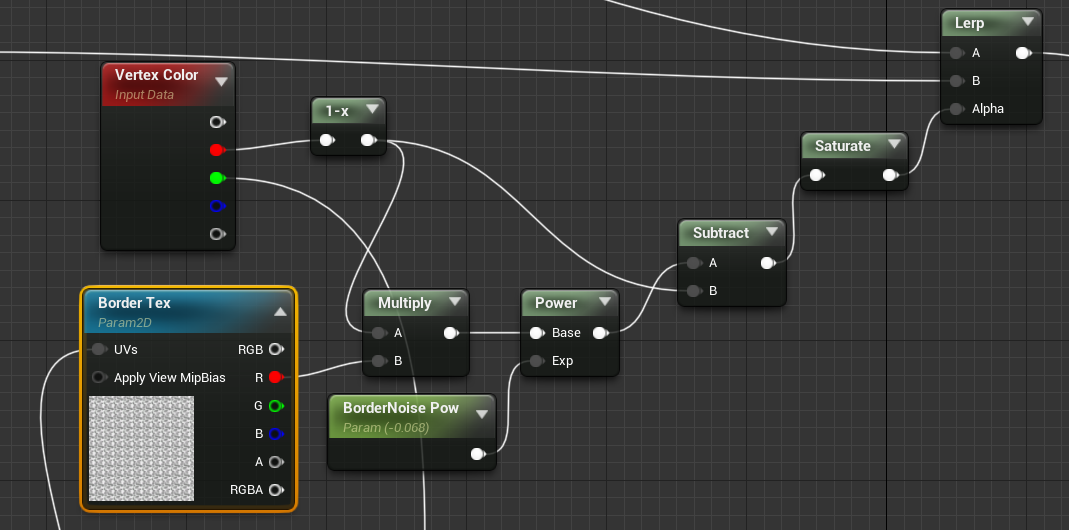 Lerp
A
B
Alpha
Vertex Color
Input Data
1-x
Saturate
Subtract
A
B
Border Tex
Param2D
UVs
RGB
Apply View MipBias
R
G
B
A
RGBA
Multiply
A
B
Power
Base
Exp
BorderNoise Pow
Param (-0.068)